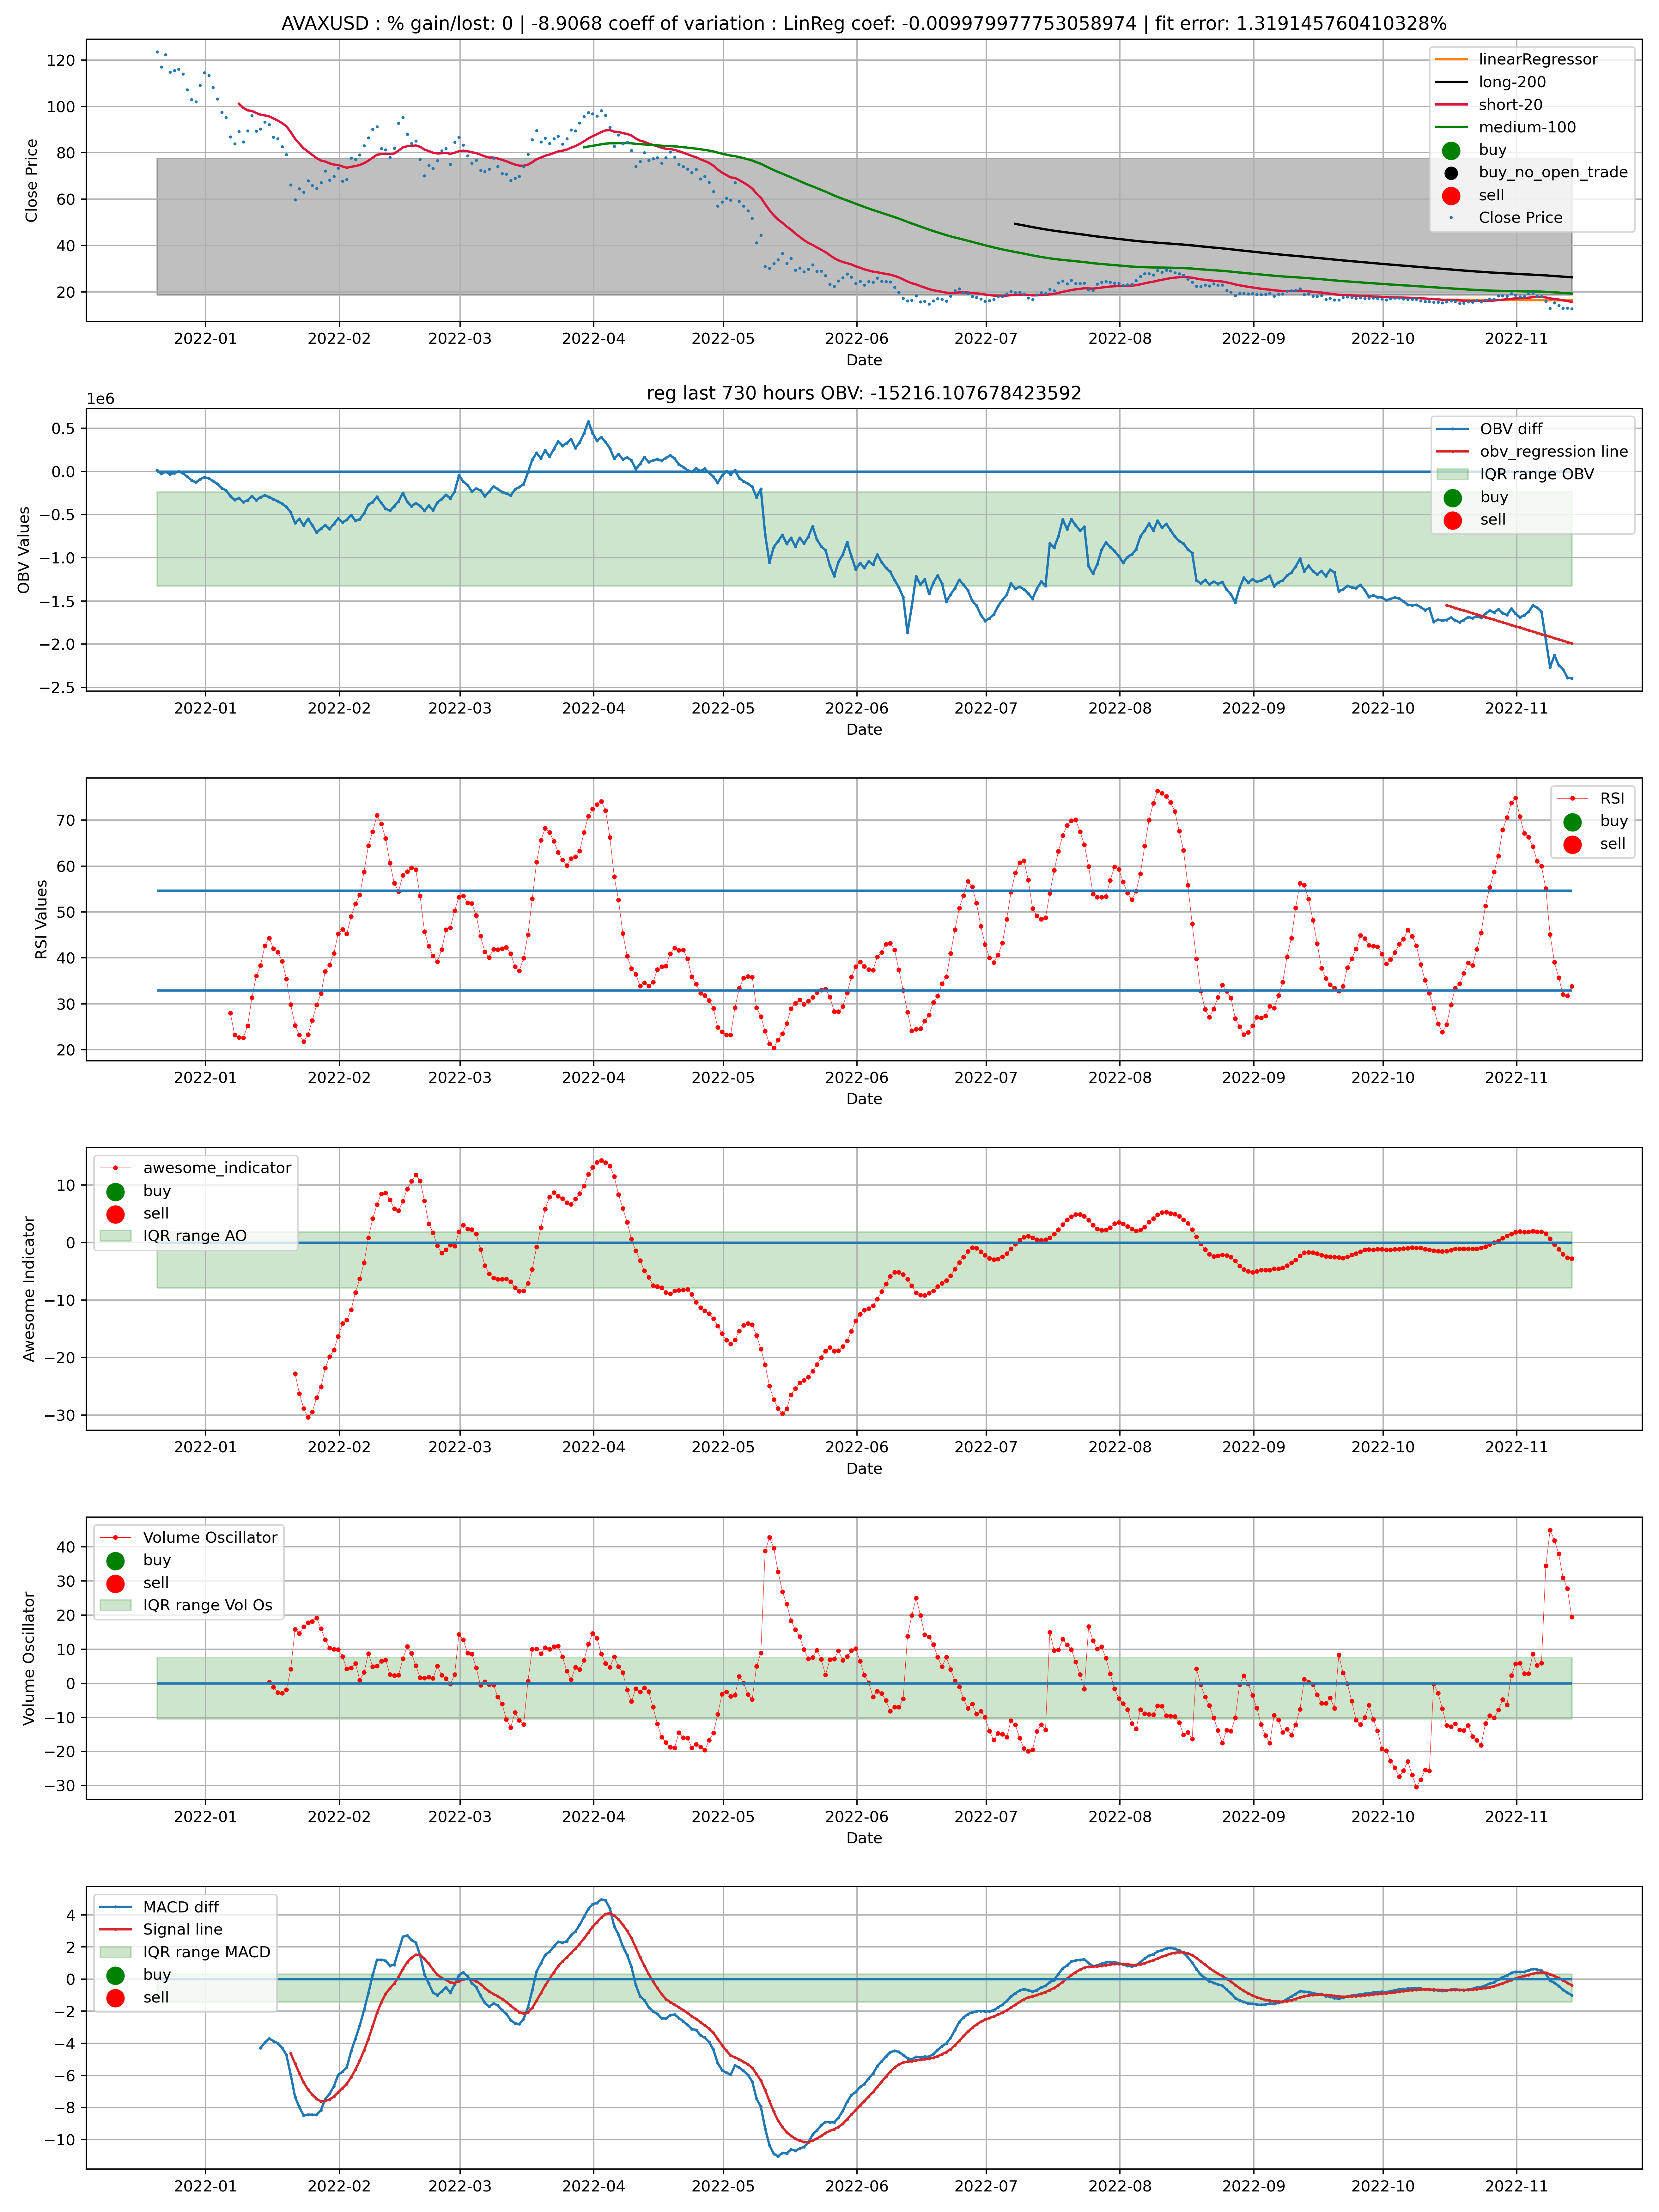 AVAXUSD : % gain/lost: 0 | -8.9068 coeff of variation : LinReg coef: -0.009979977753058974 | fit error: 1.319145760410328%
120
100
80
60
40
20
Close Price
linearRegressor
long-200
short-20
medium-100
buy
buy_no_open_trade
sell
Close Price
2022-01 2022-02 2022-03 2022-04 2022-05 2022-06 2022-07 2022-08 2022-09 2022-10 2022-11
Date
reg last 730 hours OBV: -15216.107678423592
1e6
0.5
0.0
−0.5
−1.0
−1.5
−2.0
−2.5
OBV Values
OBV diff
obv_regression line
IQR range OBV
buy
sell
2022-01 2022-02 2022-03 2022-04 2022-05 2022-06 2022-07 2022-08 2022-09 2022-10 2022-11
Date
70
60
50
40
30
20
RSI Values
RSI
buy
sell
2022-01 2022-02 2022-03 2022-04 2022-05 2022-06 2022-07 2022-08 2022-09 2022-10 2022-11
Date
10
0
−10
−20
−30
Awesome Indicator
awesome_indicator
buy
sell
IQR range AO
2022-01 2022-02 2022-03 2022-04 2022-05 2022-06 2022-07 2022-08 2022-09 2022-10 2022-11
Date
40
30
20
10
0
−10
−20
−30
Volume Oscillator
Volume Oscillator
buy
sell
IQR range Vol Os
2022-01 2022-02 2022-03 2022-04 2022-05 2022-06 2022-07 2022-08 2022-09 2022-10 2022-11
Date
4
2
0
−2
−4
−6
−8
−10
MACD diff
Signal line
IQR range MACD
buy
sell
2022-01 2022-02 2022-03 2022-04 2022-05 2022-06 2022-07 2022-08 2022-09 2022-10 2022-11